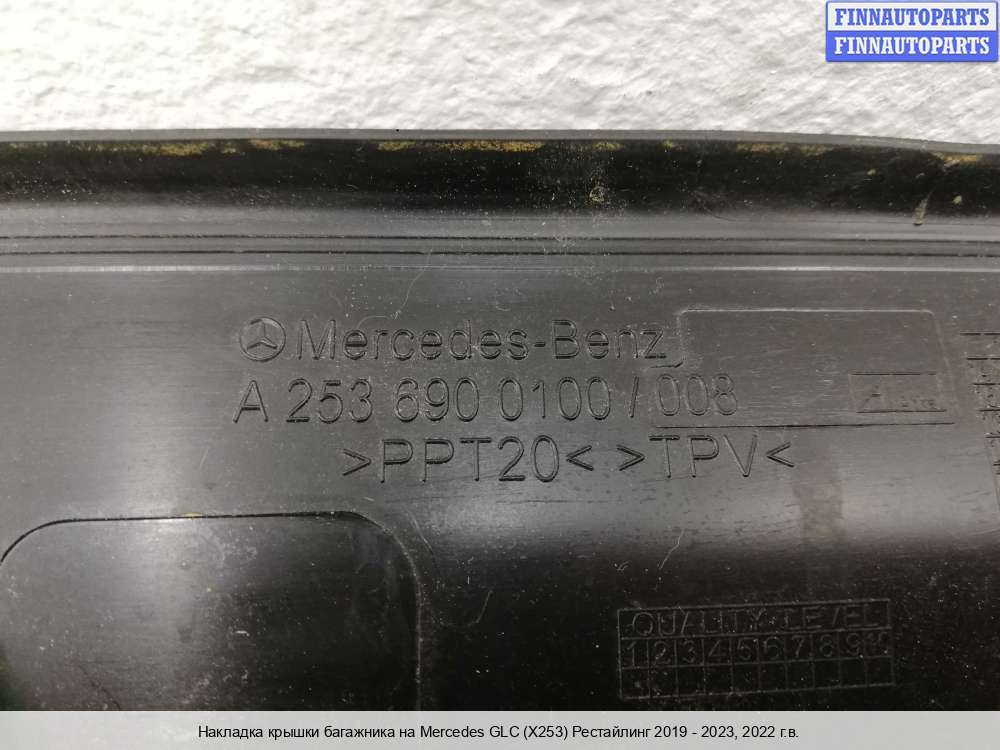 FINNAUTOPARTS
FINNAUTOPARTS
Mercedes-Benz
A 253 690 0100 / 008
>PPT20< >TPV<
QUALITY-LEVEL
1 2 3 4 5 6 7 8 9 10
Накладка крышки багажника на Mercedes GLC (X253) Рестайлинг 2019 - 2023, 2022 г.в.